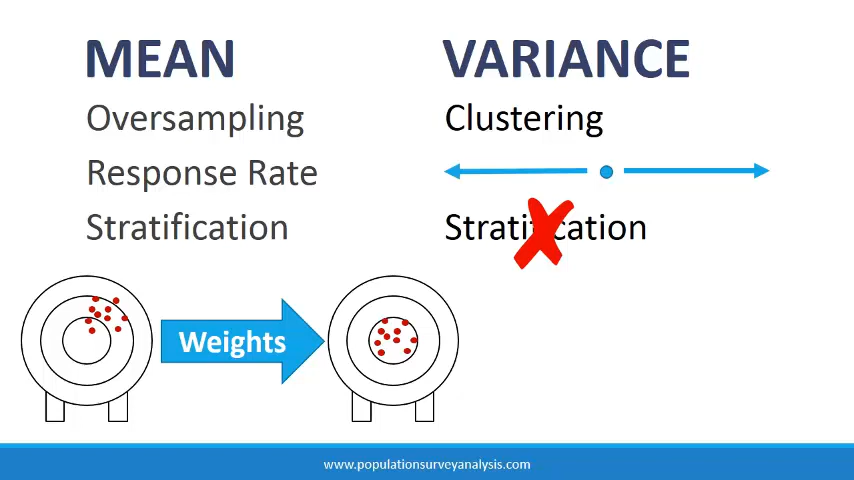 MEAN
Oversampling
Response Rate
Stratification
VARIANCE
Clustering
Stratification
Weights
www.populationsurveyanalysis.com